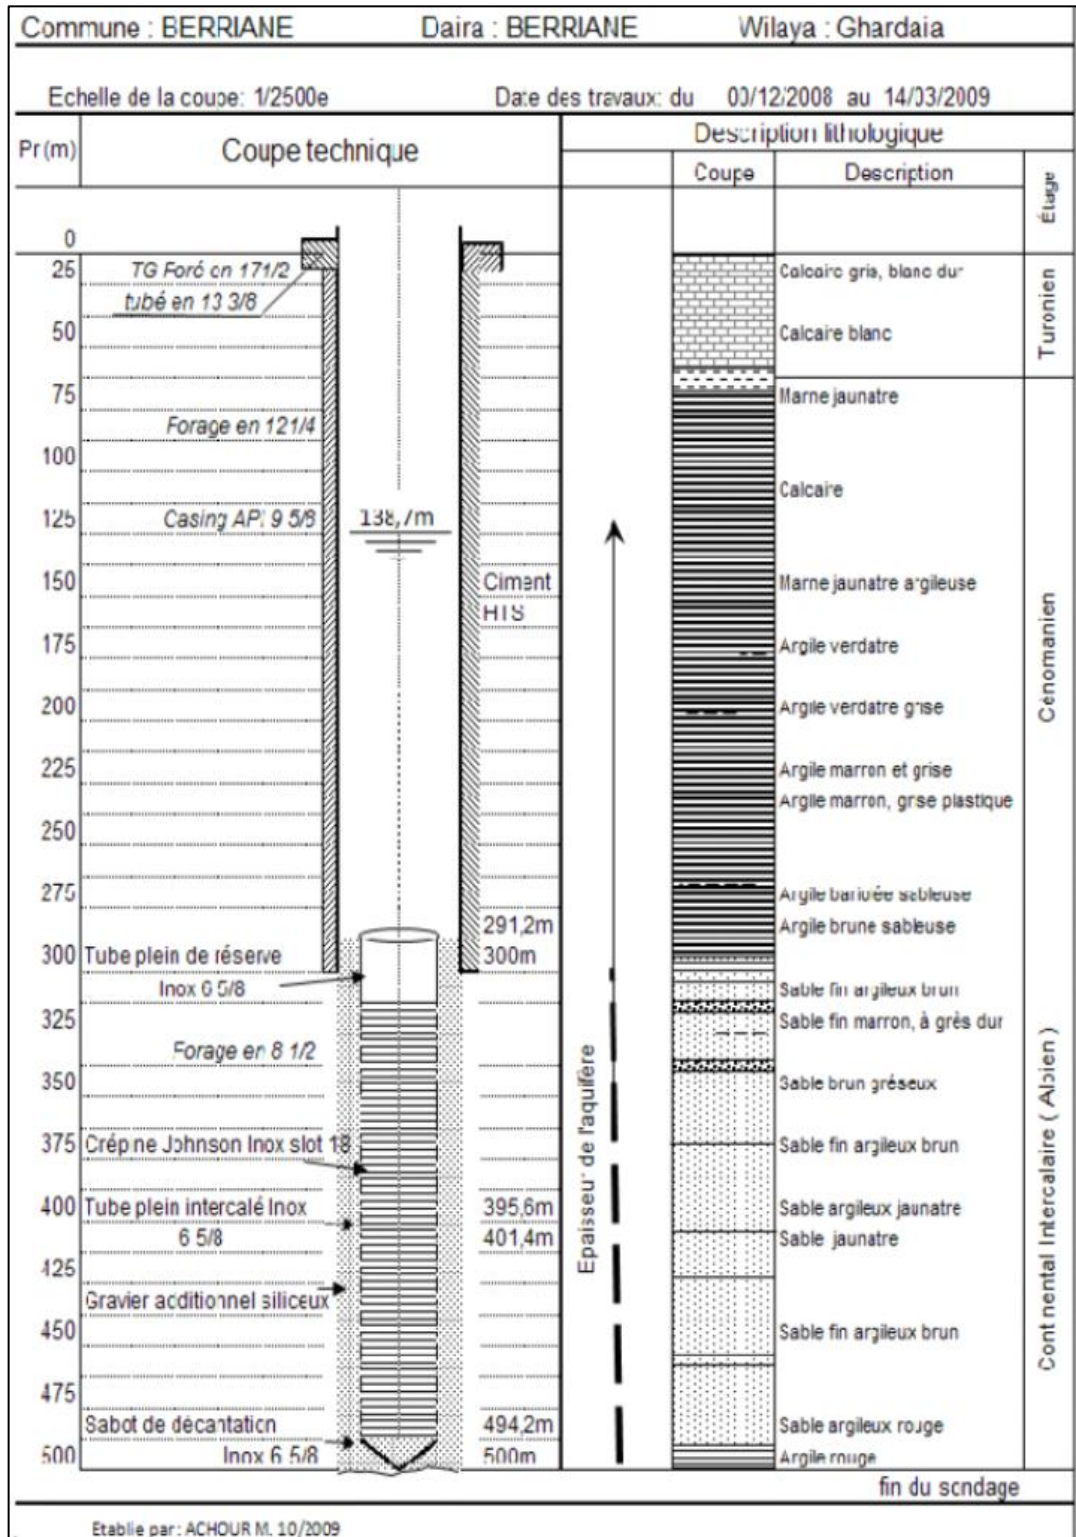 Commune : BERRIANE Daira : BERRIANE Wilaya : Ghardaia
Echelle de la coupe: 1/2500e Date des travaux: du 03/12/2008 au 14/03/2009
Pr (m) Coupe technique Description lithologique
Coupe Description Étage
0
25 TG Foré en 171/2 Calcaire gris, blanc dur
tubé en 13 3/8
50 Calcaire blanc
Turonien
75 Marne jaunatre
Forage en 121/4
100
Calcaire
125 Casing API 9 5/8 138,7m
150 Ciment Marne jaunatre argileuse
HTS
175 Argile verdatre
Cénomanien
200 Argile verdatre grise
225 Argile marron et grise
Argile marron, grise plastique
250
275 Argile bariolée sableuse
291,2m Argile brune sableuse
300 Tube plein de réserve 300m
Inox 6 5/8 Sable fin argileux brun
325 Sable fin marron, à grès dur
Forage en 8 1/2
350 Sable brun gréseux
375 Crépine Johnson Inox slot 18 Sable fin argileux brun
Epaisseur de l'aquifère
400 Tube plein intercalé Inox 395,6m Sable argileux jaunatre
6 5/8 401,4m Sable jaunatre
Continental Intercalaire ( Albien )
425
Gravier additionnel siliceux
450 Sable fin argileux brun
475
Sabot de décantation 494,2m Sable argileux rouge
500 Inox 6 5/8 500m Argile rouge
fin du sondage
Etablie par : ACHOUR M. 10/2009